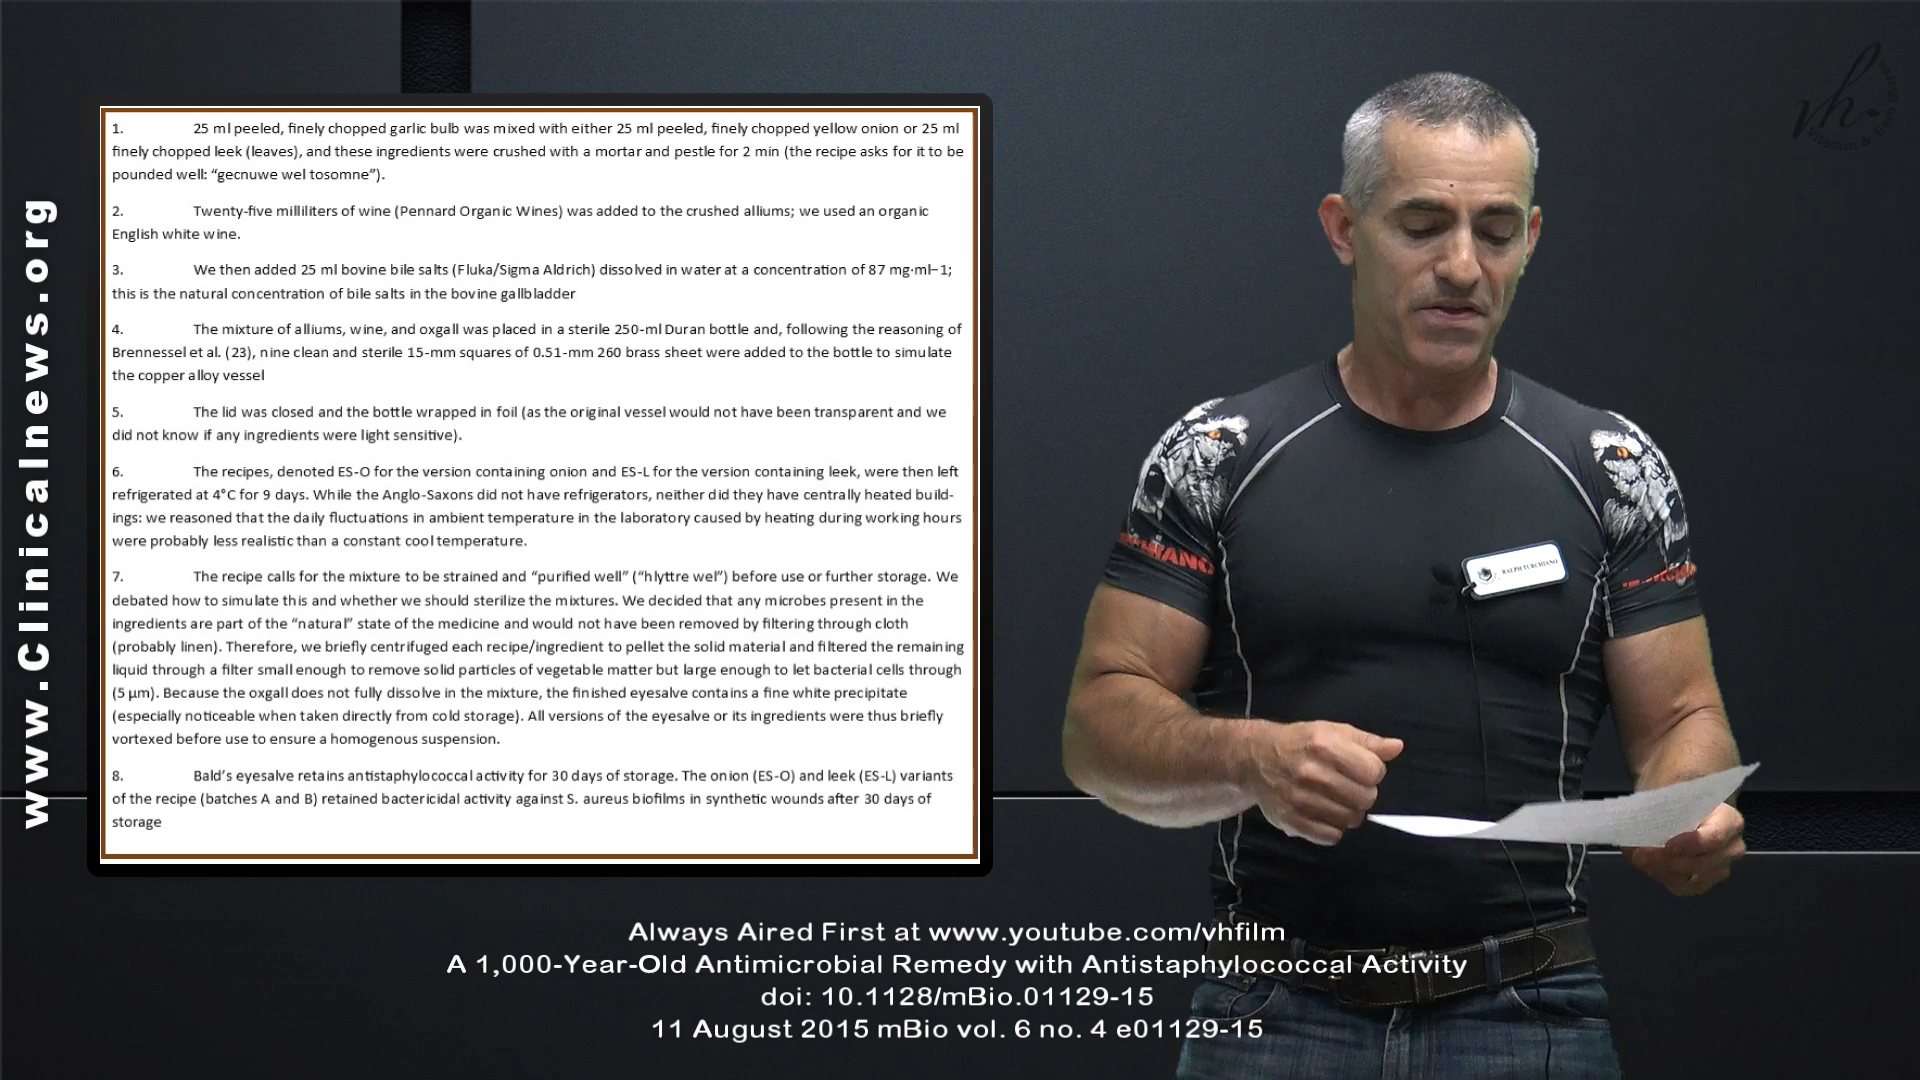 www.Clinicalnews.org
1. 25 ml peeled, finely chopped garlic bulb was mixed with either 25 ml peeled, finely chopped yellow onion or 25 ml
finely chopped leek (leaves), and these ingredients were crushed with a mortar and pestle for 2 min (the recipe asks for it to be
pounded well: “gecnuwe wel tosomne”).
2. Twenty-five milliliters of wine (Pennard Organic Wines) was added to the crushed alliums; we used an organic
English white wine.
3. We then added 25 ml bovine bile salts (Fluka/Sigma Aldrich) dissolved in water at a concentration of 87 mg·ml−1;
this is the natural concentration of bile salts in the bovine gallbladder
4. The mixture of alliums, wine, and oxgall was placed in a sterile 250-ml Duran bottle and, following the reasoning of
Brennessel et al. (23), nine clean and sterile 15-mm squares of 0.51-mm 260 brass sheet were added to the bottle to simulate
the copper alloy vessel
5. The lid was closed and the bottle wrapped in foil (as the original vessel would not have been transparent and we
did not know if any ingredients were light sensitive).
6. The recipes, denoted ES-O for the version containing onion and ES-L for the version containing leek, were then left
refrigerated at 4°C for 9 days. While the Anglo-Saxons did not have refrigerators, neither did they have centrally heated build-
ings: we reasoned that the daily fluctuations in ambient temperature in the laboratory caused by heating during working hours
were probably less realistic than a constant cool temperature.
7. The recipe calls for the mixture to be strained and “purified well” (“hlyttre wel”) before use or further storage. We
debated how to simulate this and whether we should sterilize the mixtures. We decided that any microbes present in the
ingredients are part of the “natural” state of the medicine and would not have been removed by filtering through cloth
(probably linen). Therefore, we briefly centrifuged each recipe/ingredient to pellet the solid material and filtered the remaining
liquid through a filter small enough to remove solid particles of vegetable matter but large enough to let bacterial cells through
(5 µm). Because the oxgall does not fully dissolve in the mixture, the finished eyesalve contains a fine white precipitate
(especially noticeable when taken directly from cold storage). All versions of the eyesalve or its ingredients were thus briefly
vortexed before use to ensure a homogenous suspension.
8. Bald’s eyesalve retains antistaphylococcal activity for 30 days of storage. The onion (ES-O) and leek (ES-L) variants
of the recipe (batches A and B) retained bactericidal activity against S. aureus biofilms in synthetic wounds after 30 days of
storage
vh
RALPH TURCHIANO
Always Aired First at www.youtube.com/vhfilm
A 1,000-Year-Old Antimicrobial Remedy with Antistaphylococcal Activity
doi: 10.1128/mBio.01129-15
11 August 2015 mBio vol. 6 no. 4 e01129-15